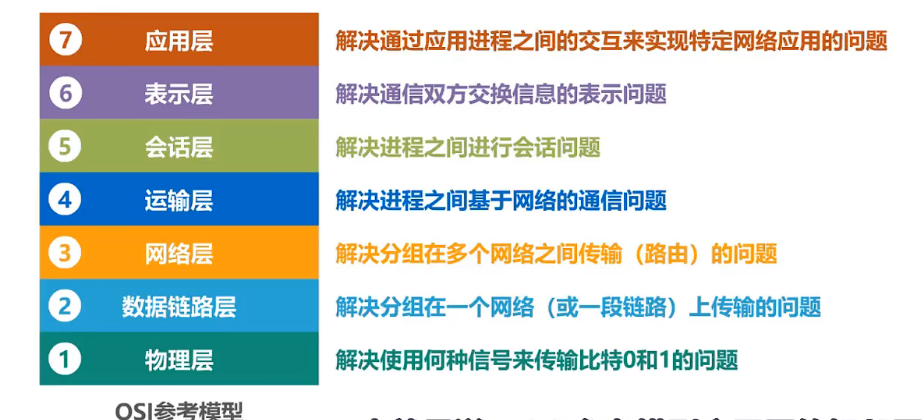 7 应用层 解决通过应用进程之间的交互来实现特定网络应用的问题
6 表示层 解决通信双方交换信息的表示问题
5 会话层 解决进程之间进行会话问题
4 运输层 解决进程之间基于网络的通信问题
3 网络层 解决分组在多个网络之间传输（路由）的问题
2 数据链路层 解决分组在一个网络（或一段链路）上传输的问题
1 物理层 解决使用何种信号来传输比特0和1的问题
OSI参考模型